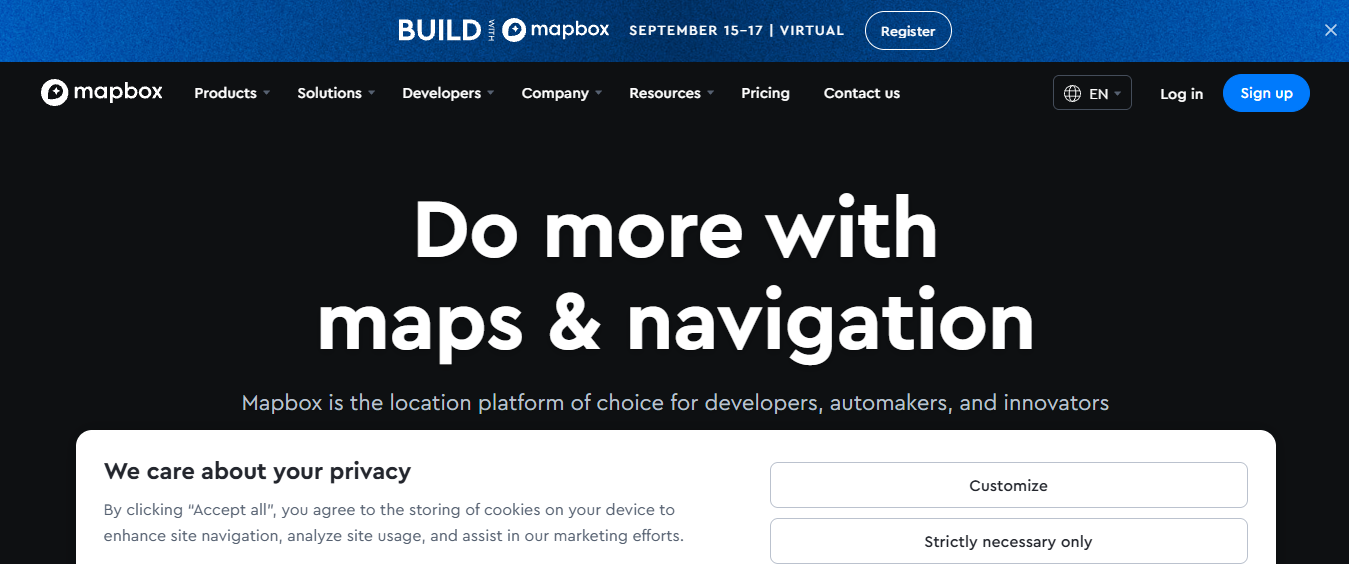 BUILD WITH mapbox SEPTEMBER 15–17 | VIRTUAL Register
mapbox Products Solutions Developers Company Resources Pricing Contact us EN Log in Sign up
Do more with
maps & navigation
Mapbox is the location platform of choice for developers, automakers, and innovators
We care about your privacy
By clicking “Accept all”, you agree to the storing of cookies on your device to
enhance site navigation, analyze site usage, and assist in our marketing efforts.
Customize
Strictly necessary only